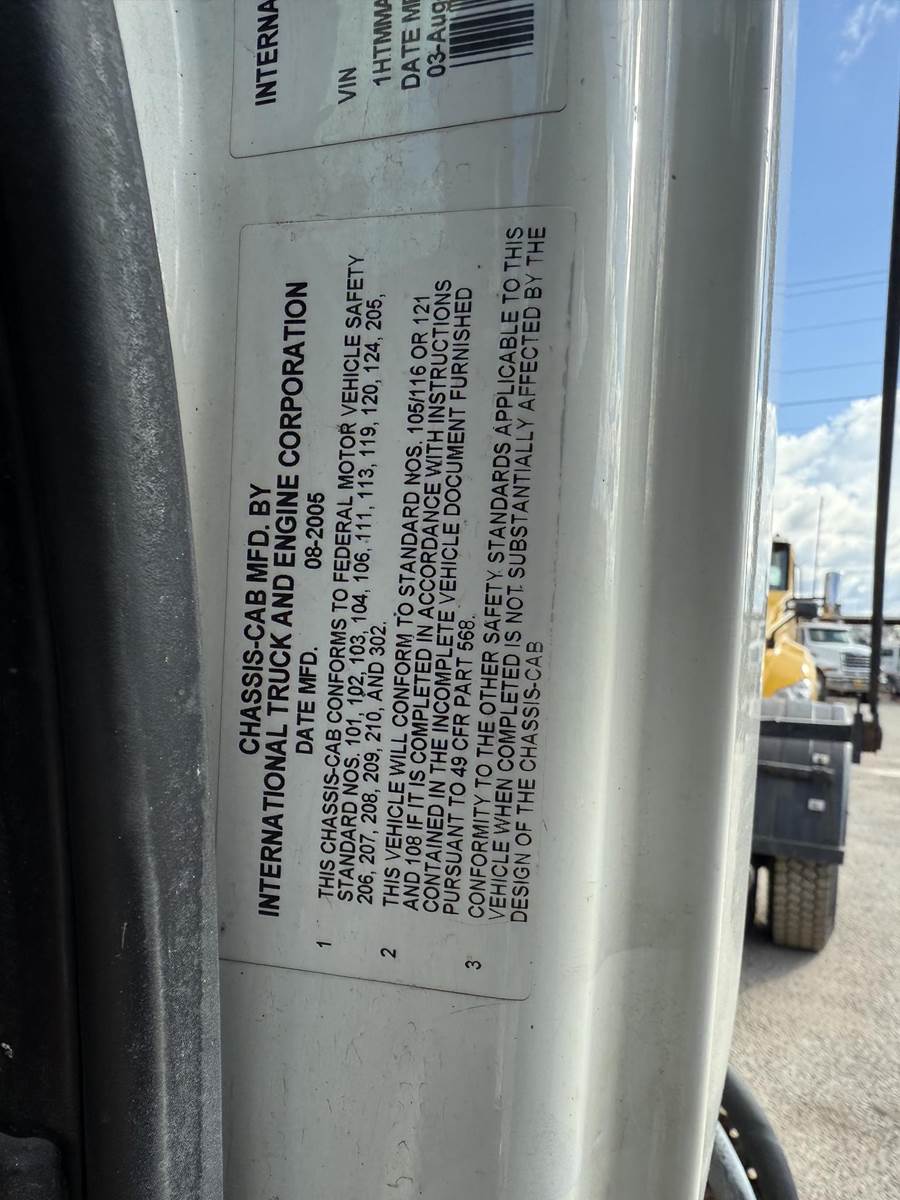 INTERNA
VIN
1HTMMA
DATE MF
03-Aug
CHASSIS-CAB MFD. BY
INTERNATIONAL TRUCK AND ENGINE CORPORATION
DATE MFD. 08-2005
1 THIS CHASSIS-CAB CONFORMS TO FEDERAL MOTOR VEHICLE SAFETY
STANDARD NOS. 101, 102, 103, 104, 106, 111, 113, 119, 120, 124, 205,
206, 207, 208, 209, 210, AND 302.
2 THIS VEHICLE WILL CONFORM TO STANDARD NOS. 105/116 OR 121
AND 108 IF IT IS COMPLETED IN ACCORDANCE WITH INSTRUCTIONS
CONTAINED IN THE INCOMPLETE VEHICLE DOCUMENT FURNISHED
PURSUANT TO 49 CFR PART 568.
3 CONFORMITY TO THE OTHER SAFETY STANDARDS APPLICABLE TO THIS
VEHICLE WHEN COMPLETED IS NOT SUBSTANTIALLY AFFECTED BY THE
DESIGN OF THE CHASSIS-CAB